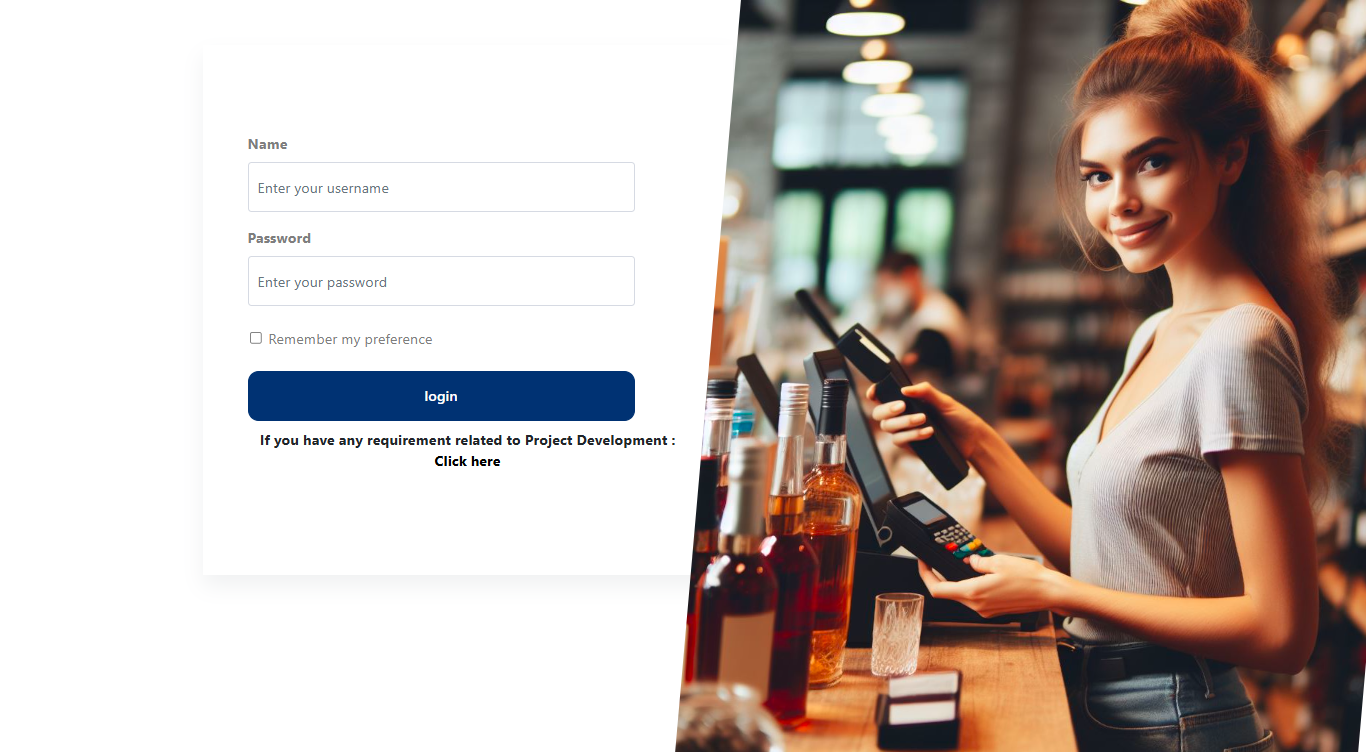 Name
Enter your username
Password
Enter your password
Remember my preference
login
If you have any requirement related to Project Development :
Click here